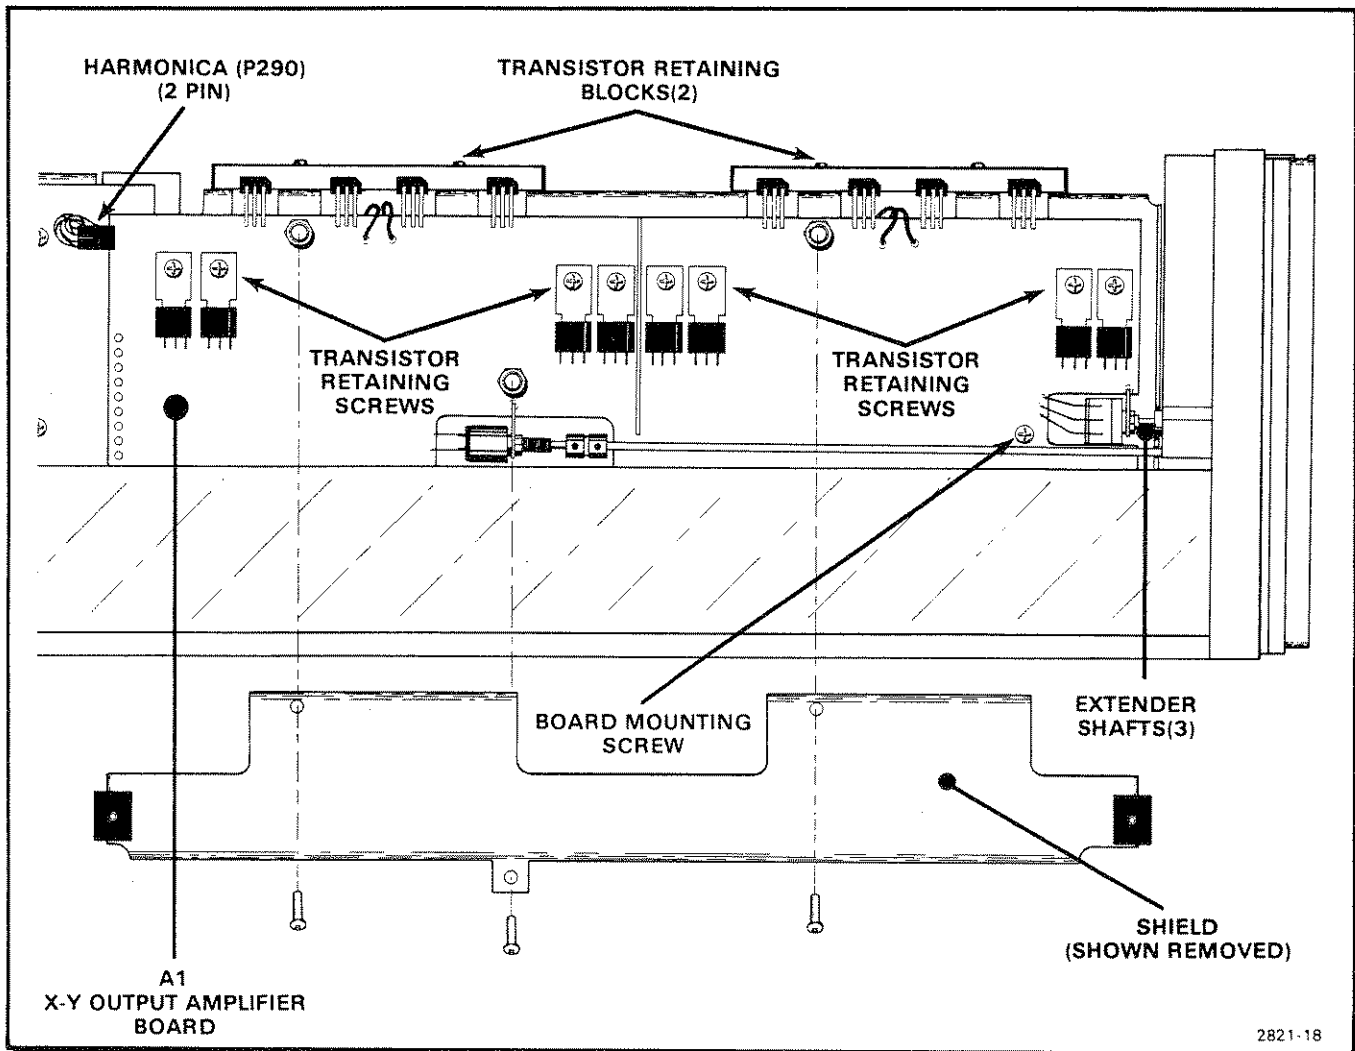 HARMONICA (P290)
(2 PIN)
TRANSISTOR RETAINING
BLOCKS(2)
TRANSISTOR
RETAINING
SCREWS
TRANSISTOR
RETAINING
SCREWS
BOARD MOUNTING
SCREW
EXTENDER
SHAFTS(3)
SHIELD
(SHOWN REMOVED)
A1
X-Y OUTPUT AMPLIFIER
BOARD
2821-18